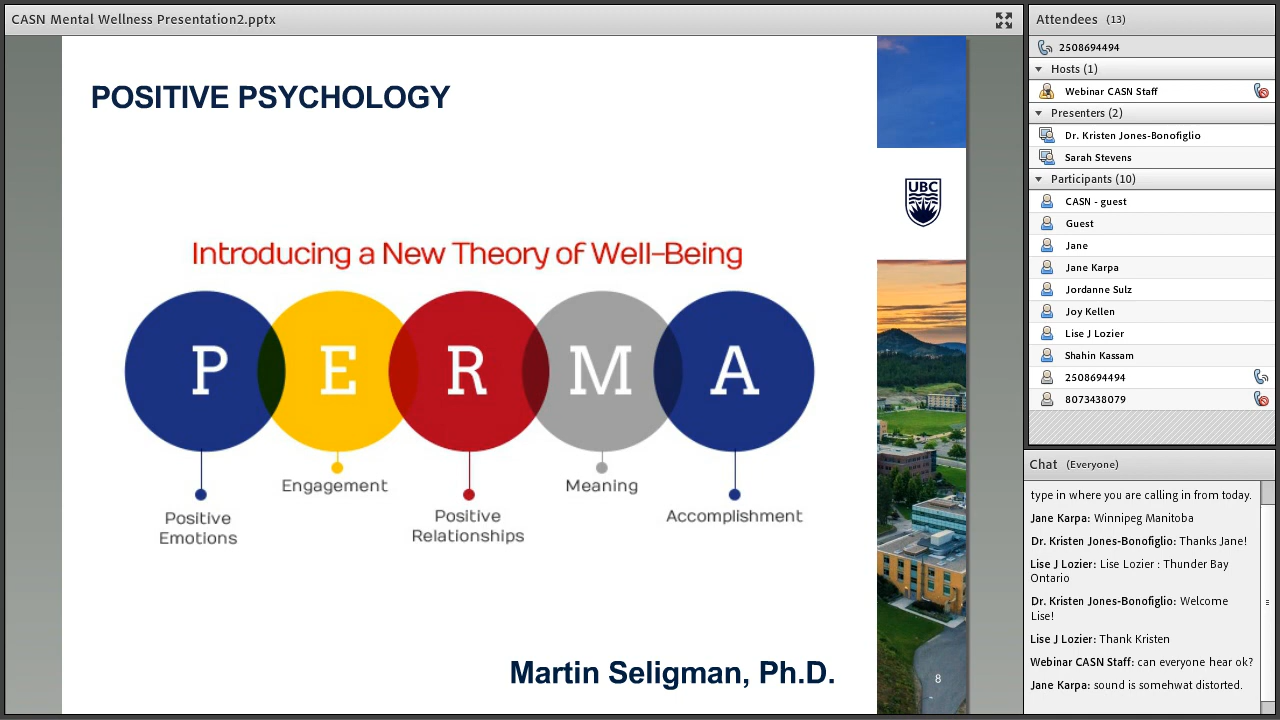 CASN Mental Wellness Presentation2.pptx
POSITIVE PSYCHOLOGY
UBC
Introducing a New Theory of Well-Being
P E R M A
Engagement
Meaning
Positive
Emotions
Positive
Relationships
Accomplishment
Martin Seligman, Ph.D.
8
Attendees (13)
2508694494
Hosts (1)
Webinar CASN Staff
Presenters (2)
Dr. Kristen Jones-Bonofiglio
Sarah Stevens
Participants (10)
CASN - guest
Guest
Jane
Jane Karpa
Jordanne Sulz
Joy Kellen
Lise J Lozier
Shahin Kassam
2508694494
8073438079
Chat (Everyone)
type in where you are calling in from today.
Jane Karpa: Winnipeg Manitoba
Dr. Kristen Jones-Bonofiglio: Thanks Jane!
Lise J Lozier: Lise Lozier : Thunder Bay
Ontario
Dr. Kristen Jones-Bonofiglio: Welcome
Lise!
Lise J Lozier: Thank Kristen
Webinar CASN Staff: can everyone hear ok?
Jane Karpa: sound is somehwat distorted.